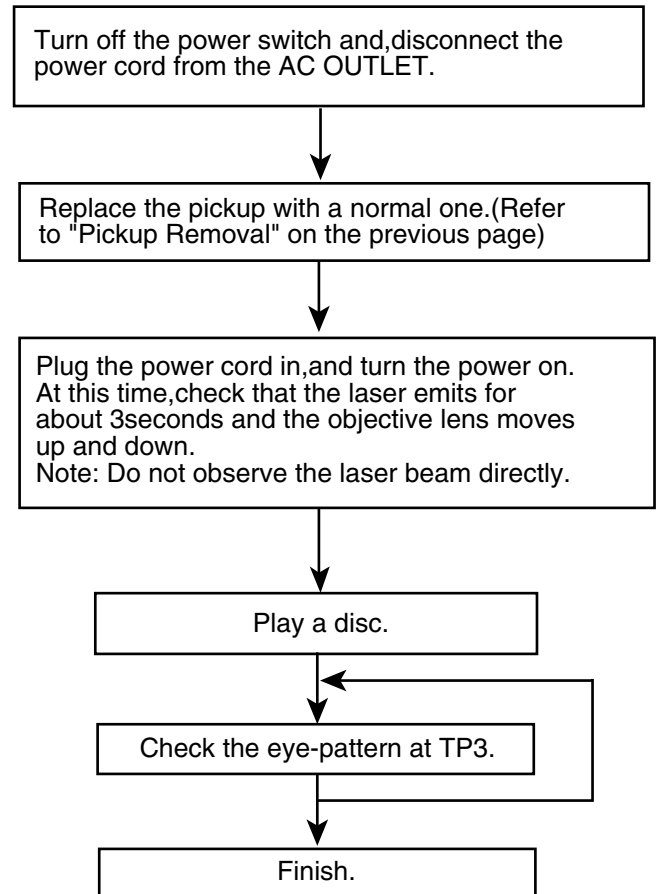 Turn off the power switch and,disconnect the
power cord from the AC OUTLET.
Replace the pickup with a normal one.(Refer
to "Pickup Removal" on the previous page)
Plug the power cord in,and turn the power on.
At this time,check that the laser emits for
about 3seconds and the objective lens moves
up and down.
Note: Do not observe the laser beam directly.
Play a disc.
Check the eye-pattern at TP3.
Finish.